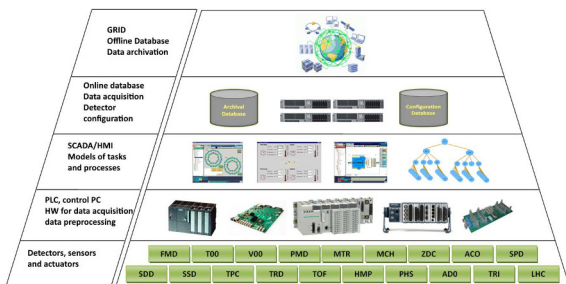 GRID
Offline Database
Data archivation
Online database
Data acquisition
Detector
configuration
Archival
Database
Configuration
Database
SCADA/HMI
Models of tasks
and processes
PLC, control PC
HW for data acquisition
data preprocessing
Detectors, sensors
and actuators
FMD T00 V00 PMD MTR MCH ZDC ACO SPD
SDD SSD TPC TRD TOF HMP PHS AD0 TRI LHC